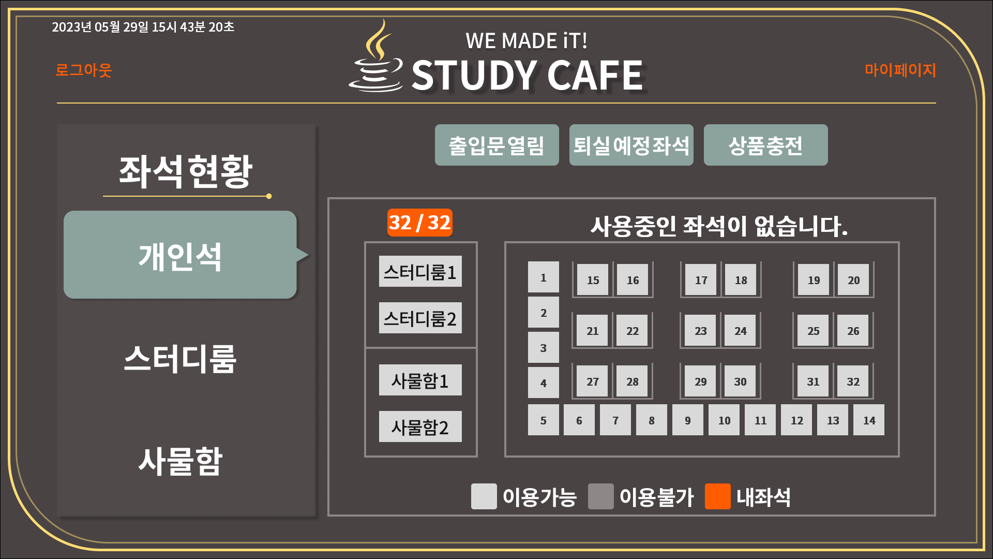 2023년 05월 29일 15시 43분 20초
WE MADE iT!
STUDY CAFE
로그아웃
마이페이지
좌석현황
개인석
스터디룸
사물함
출입문열림
퇴실예정좌석
상품충전
32 / 32
사용중인 좌석이 없습니다.
스터디룸1
스터디룸2
사물함1
사물함2
1 15 16 17 18 19 20
2
21 22 23 24 25 26
3
4 27 28 29 30 31 32
5 6 7 8 9 10 11 12 13 14
이용가능 이용불가 내좌석